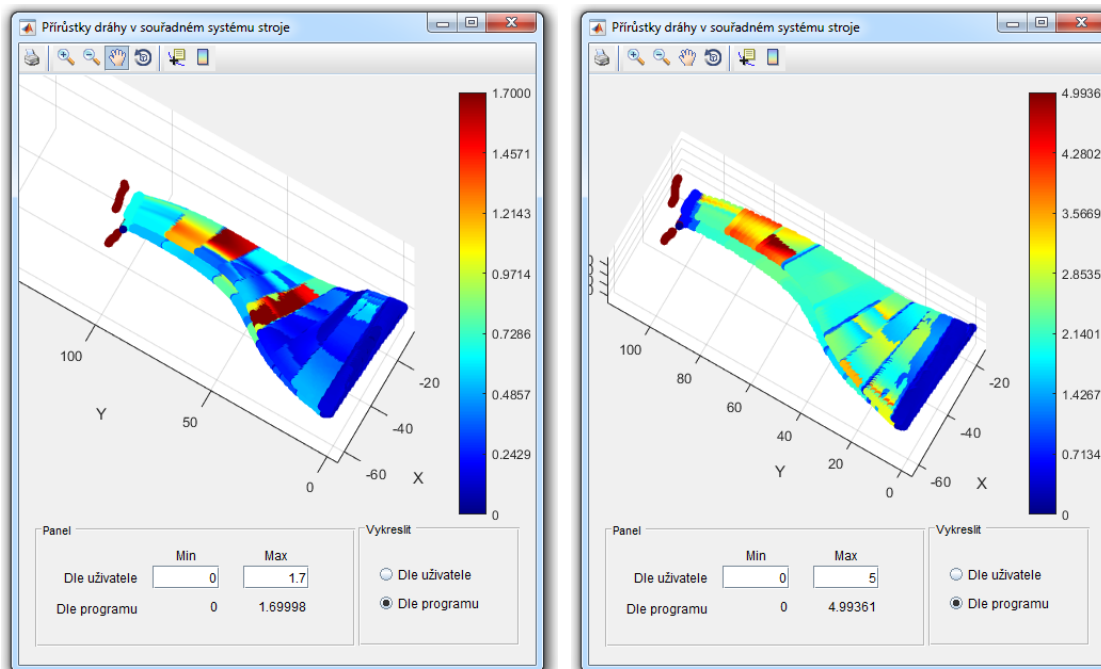 Přírůstky dráhy v souřadném systému stroje
1.7000
1.4571
1.2143
0.9714
0.7286
0.4857
0.2429
0
100
50
0
Y
-20
-40
-60
X
Panel
Min Max
Dle uživatele 0 1.7
Dle programu 0 1.69998
Vykreslit
Dle uživatele
Dle programu
Přírůstky dráhy v souřadném systému stroje
4.9936
4.2802
3.5669
2.8535
2.1401
1.4267
0.7134
0
100
80
60
40
20
0
Y
-20
-40
-60
X
Panel
Min Max
Dle uživatele 0 5
Dle programu 0 4.99361
Vykreslit
Dle uživatele
Dle programu